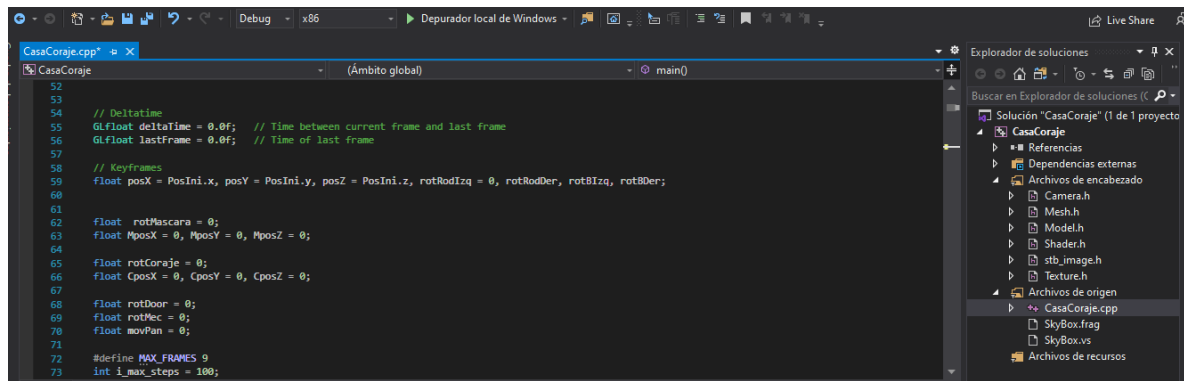 Debug
x86
Depurador local de Windows
Live Share
CasaCoraje.cpp*
CasaCoraje
(Ámbito global)
main()
52
53
54 // Deltatime
55 GLfloat deltaTime = 0.0f; // Time between current frame and last frame
56 GLfloat lastFrame = 0.0f; // Time of last frame
57
58 // Keyframes
59 float posX = PosIni.x, posY = PosIni.y, posZ = PosIni.z, rotRodIzq = 0, rotRodDer, rotBIzq, rotBDer;
60
61
62 float rotMascara = 0;
63 float MposX = 0, MposY = 0, MposZ = 0;
64
65 float rotCoraje = 0;
66 float CposX = 0, CposY = 0, CposZ = 0;
67
68 float rotDoor = 0;
69 float rotMec = 0;
70 float movPan = 0;
71
72 #define MAX_FRAMES 9
73 int i_max_steps = 100;
Explorador de soluciones
Buscar en Explorador de soluciones (C
Solución "CasaCoraje" (1 de 1 proyecto
CasaCoraje
Referencias
Dependencias externas
Archivos de encabezado
Camera.h
Mesh.h
Model.h
Shader.h
stb_image.h
Texture.h
Archivos de origen
CasaCoraje.cpp
SkyBox.frag
SkyBox.vs
Archivos de recursos